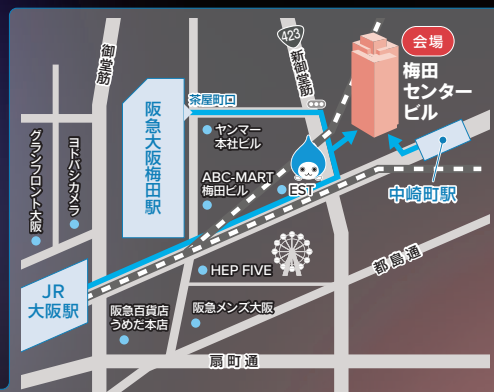 御堂筋
423
新御堂筋
会場
梅田
センター
ビル
阪急大阪梅田駅
茶屋町口
ヤンマー
本社ビル
グランフロント大阪
ヨドバシカメラ
ABC-MART
梅田ビル
EST
中崎町駅
HEP FIVE
都島通
JR
大阪駅
阪急百貨店
うめだ本店
阪急メンズ大阪
扇町通